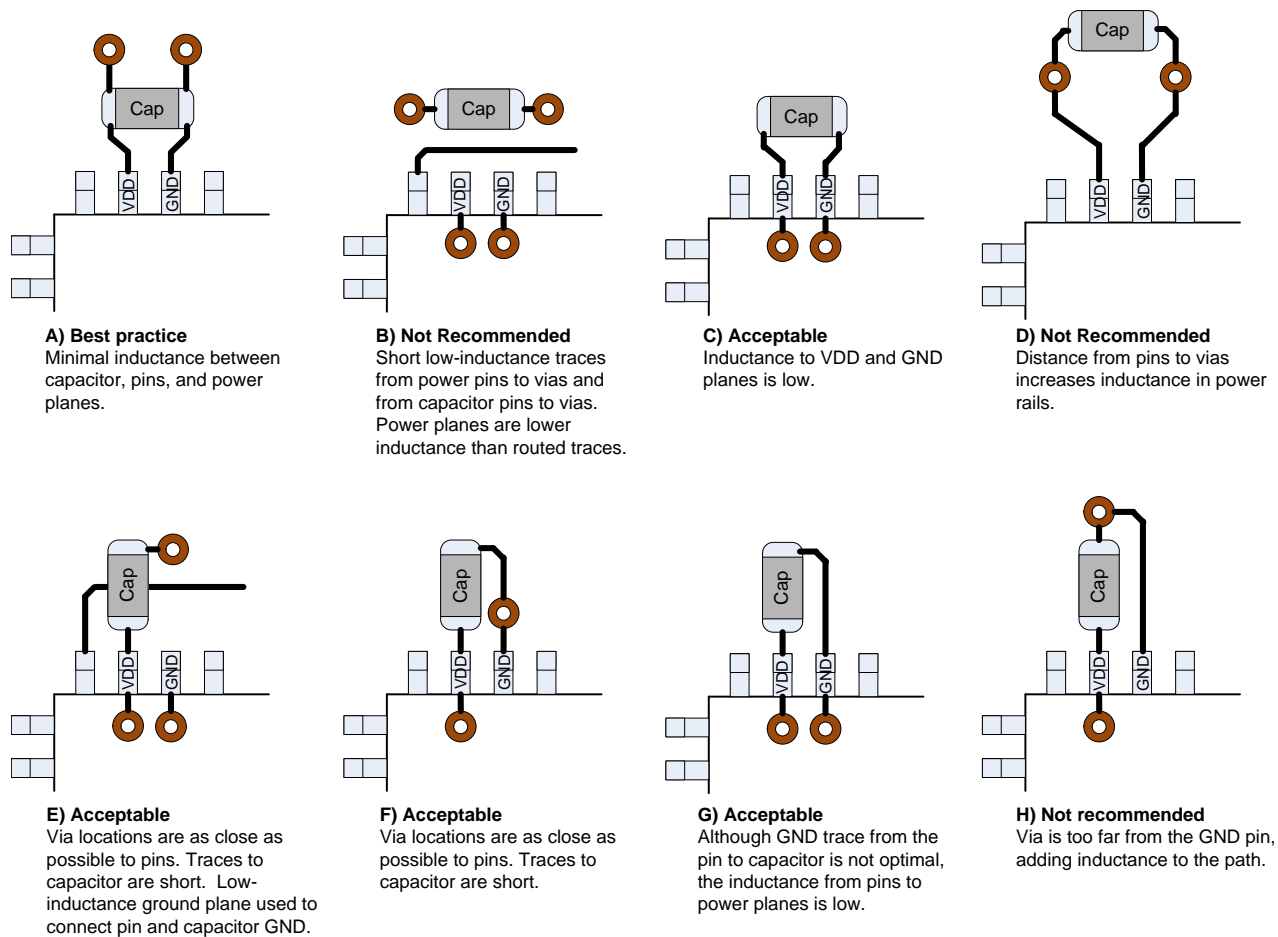 Cap
VDD
GND
A) Best practice
Minimal inductance between
capacitor, pins, and power
planes.
Cap
VDD
GND
B) Not Recommended
Short low-inductance traces
from power pins to vias and
from capacitor pins to vias.
Power planes are lower
inductance than routed traces.
Cap
VDD
GND
C) Acceptable
Inductance to VDD and GND
planes is low.
Cap
VDD
GND
D) Not Recommended
Distance from pins to vias
increases inductance in power
rails.
Cap
VDD
GND
E) Acceptable
Via locations are as close as
possible to pins. Traces to
capacitor are short. Low-
inductance ground plane used to
connect pin and capacitor GND.
Cap
VDD
GND
F) Acceptable
Via locations are as close as
possible to pins. Traces to
capacitor are short.
Cap
VDD
GND
G) Acceptable
Although GND trace from the
pin to capacitor is not optimal,
the inductance from pins to
power planes is low.
Cap
VDD
GND
H) Not recommended
Via is too far from the GND pin,
adding inductance to the path.